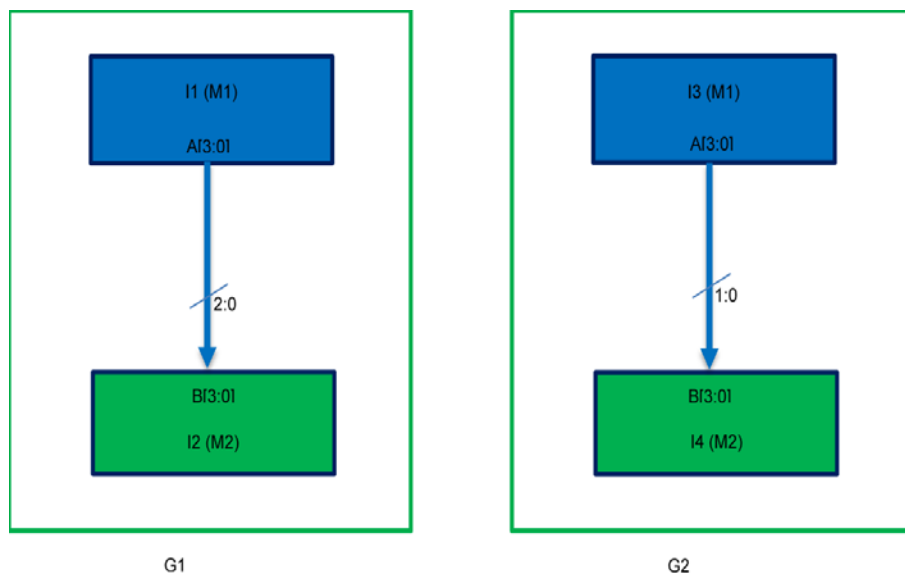 I1 (M1)
A[3:0]
2:0
B[3:0]
I2 (M2)
G1
I3 (M1)
A[3:0]
1:0
B[3:0]
I4 (M2)
G2